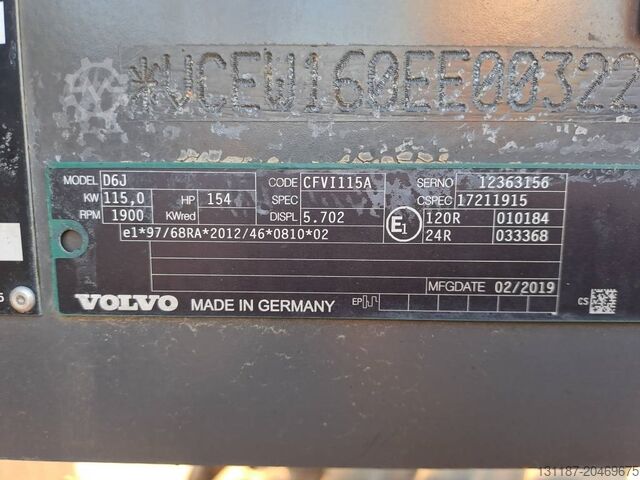 *VCEW160EE00322
MODEL D6J CODE CFVI115A SERNO 12363156
KW 115,0 HP 154 SPEC CSPEC 17211915
RPM 1900 KWred DISPL 5.702 E1 120R 010184
e1*97/68RA*2012/46*0810*02 24R 033368
MFGDATE 02/2019
VOLVO MADE IN GERMANY EP CS
5
131187-20469675